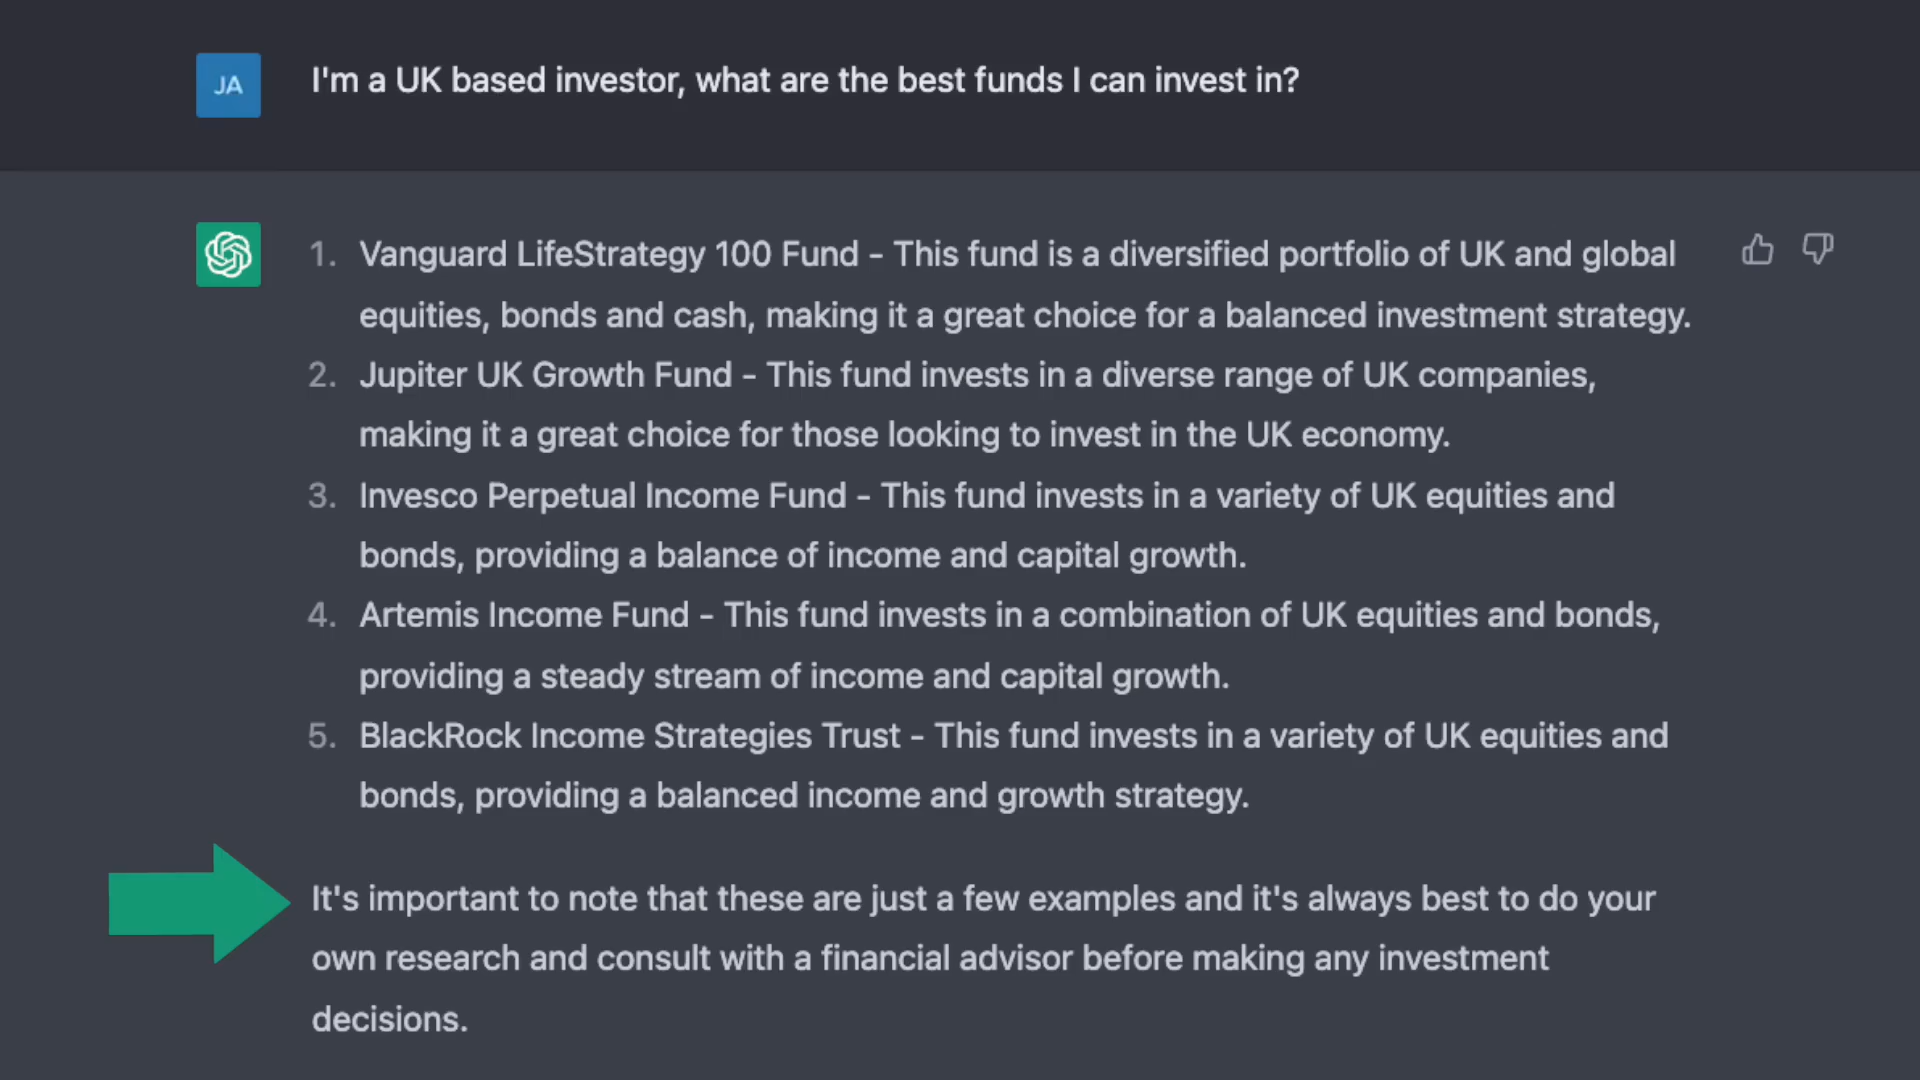 JA
I'm a UK based investor, what are the best funds I can invest in?
1. Vanguard LifeStrategy 100 Fund - This fund is a diversified portfolio of UK and global
equities, bonds and cash, making it a great choice for a balanced investment strategy.
2. Jupiter UK Growth Fund - This fund invests in a diverse range of UK companies,
making it a great choice for those looking to invest in the UK economy.
3. Invesco Perpetual Income Fund - This fund invests in a variety of UK equities and
bonds, providing a balance of income and capital growth.
4. Artemis Income Fund - This fund invests in a combination of UK equities and bonds,
providing a steady stream of income and capital growth.
5. BlackRock Income Strategies Trust - This fund invests in a variety of UK equities and
bonds, providing a balanced income and growth strategy.
It's important to note that these are just a few examples and it's always best to do your
own research and consult with a financial advisor before making any investment
decisions.